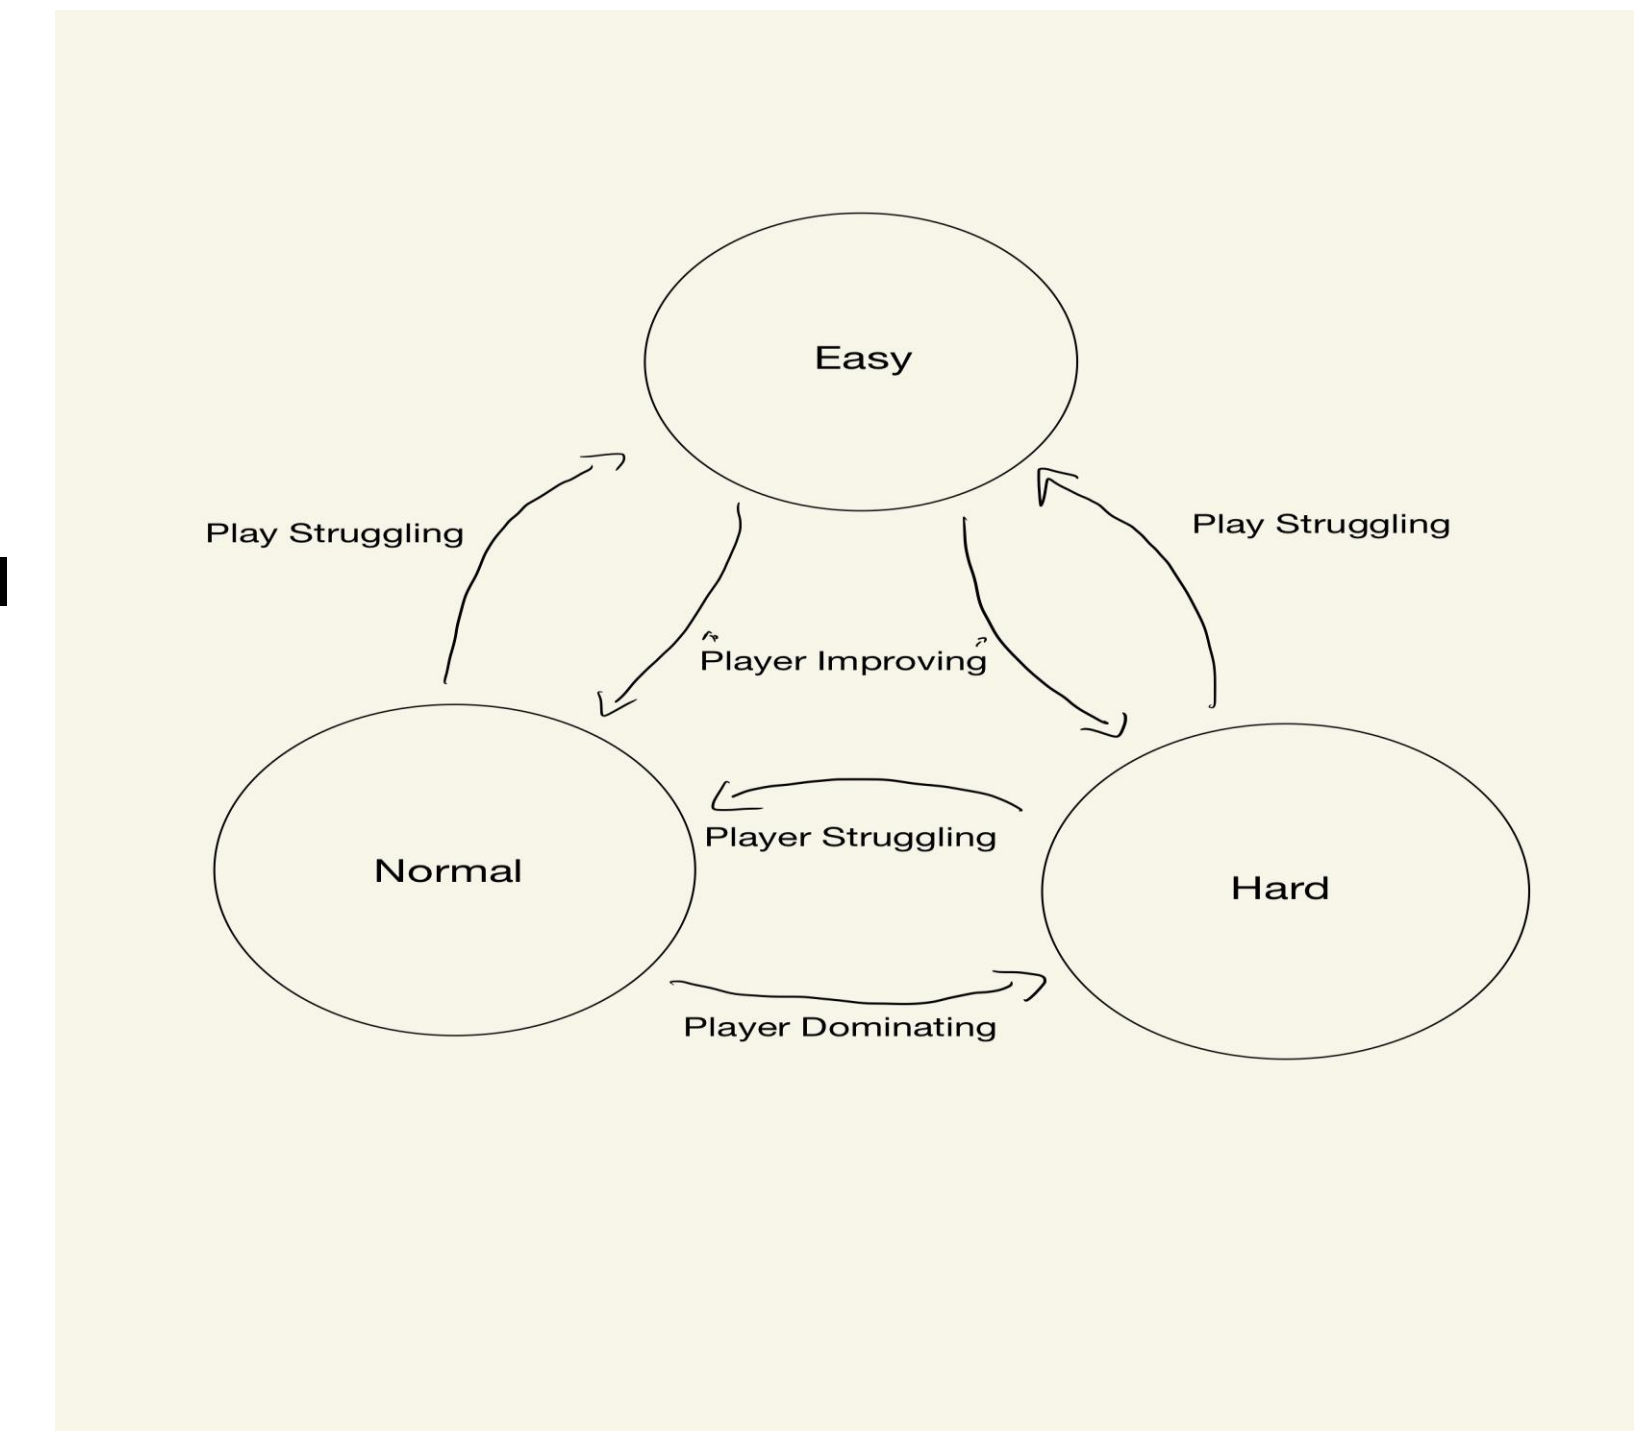 Easy
Play Struggling
Play Struggling
Player Improving
Player Struggling
Normal
Hard
Player Dominating